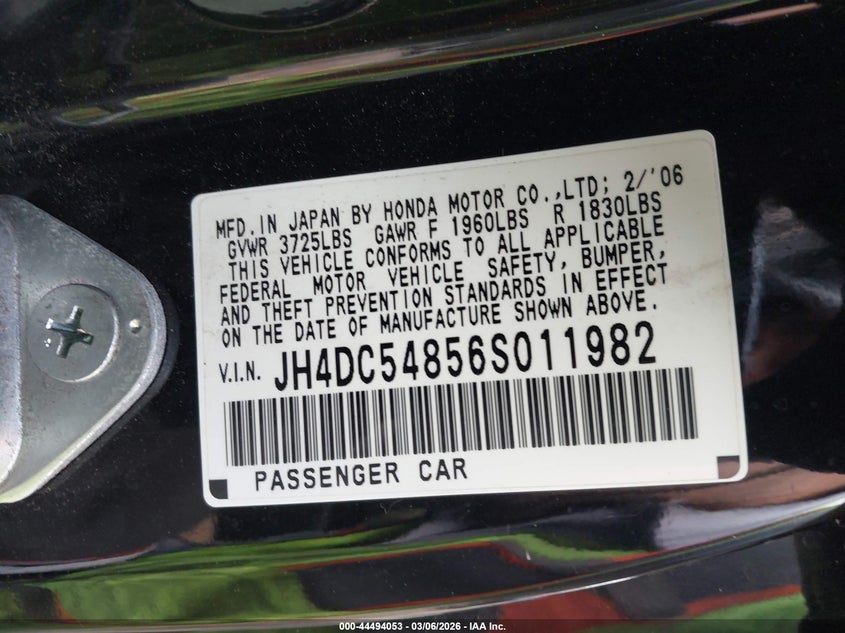 MFD. IN JAPAN BY HONDA MOTOR CO.,LTD; 2/'06
GVWR 3725LBS GAWR F 1960LBS R 1830LBS
THIS VEHICLE CONFORMS TO ALL APPLICABLE
FEDERAL MOTOR VEHICLE SAFETY, BUMPER,
AND THEFT PREVENTION STANDARDS IN EFFECT
ON THE DATE OF MANUFACTURE SHOWN ABOVE.
V.I.N. JH4DC54856S011982
PASSENGER CAR
000-44494053 - 03/06/2026 - IAA Inc.